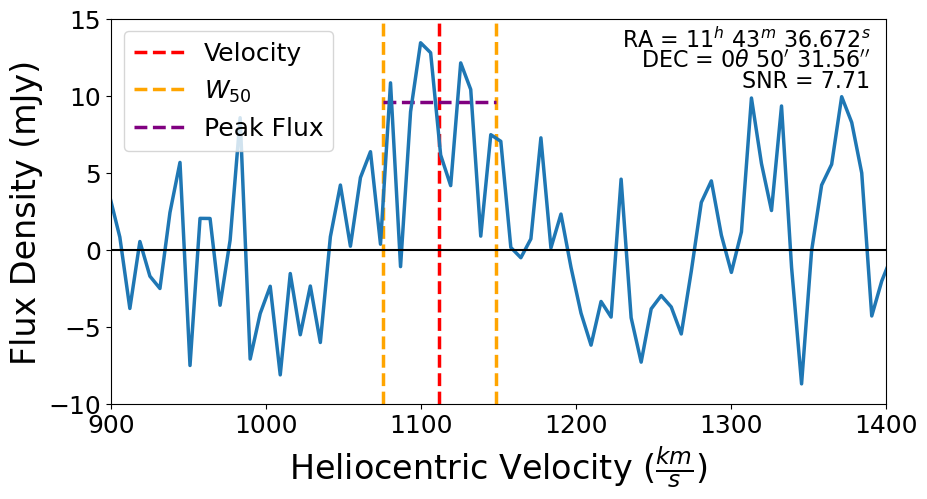 Flux Density (mJy)
15
10
5
0
−5
−10
Velocity
W₅₀
Peak Flux
RA = 11ʰ 43ᵐ 36.672ˢ
DEC = 0θ 50′ 31.56′′
SNR = 7.71
900 1000 1100 1200 1300 1400
Heliocentric Velocity (km/s)